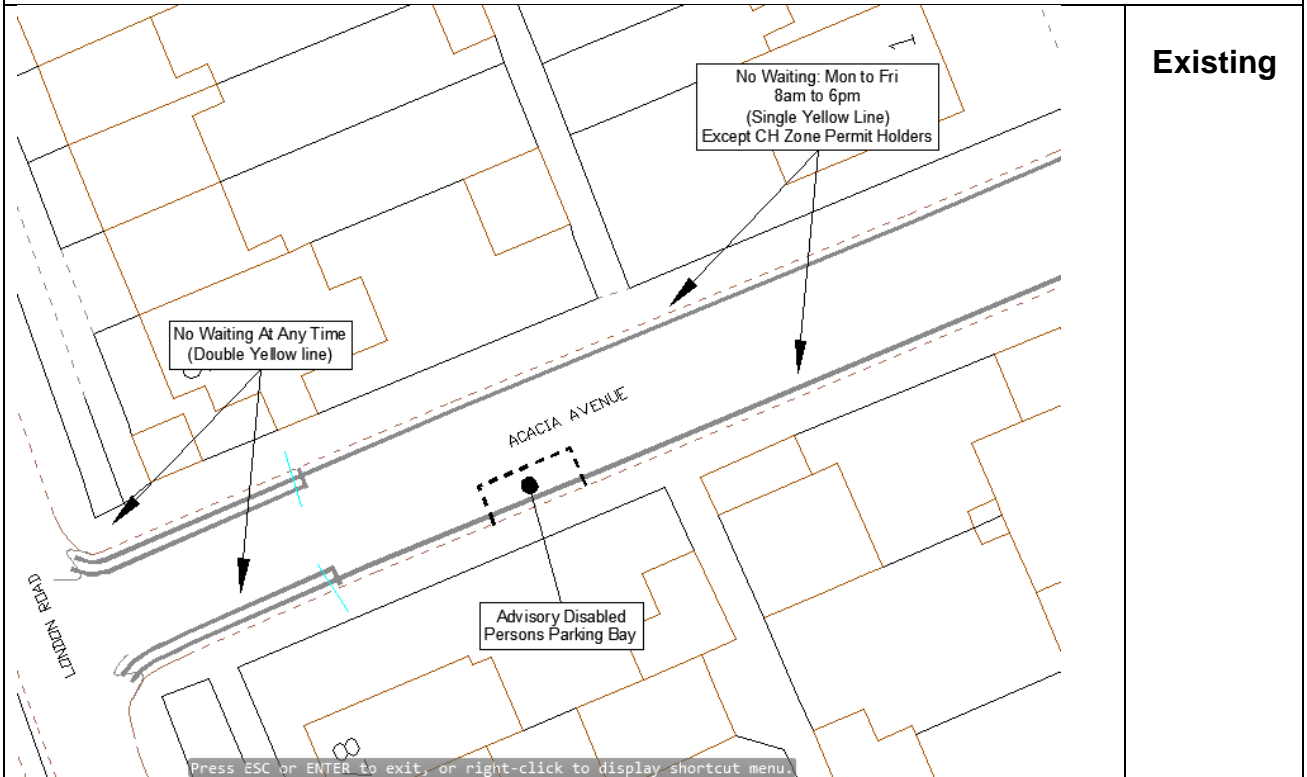 Existing
1
No Waiting: Mon to Fri
8am to 6pm
(Single Yellow Line)
Except CH Zone Permit Holders
No Waiting At Any Time
(Double Yellow line)
ACACIA AVENUE
LONDON ROAD
Advisory Disabled
Persons Parking Bay
8
Press ESC or ENTER to exit, or right-click to display shortcut menu.